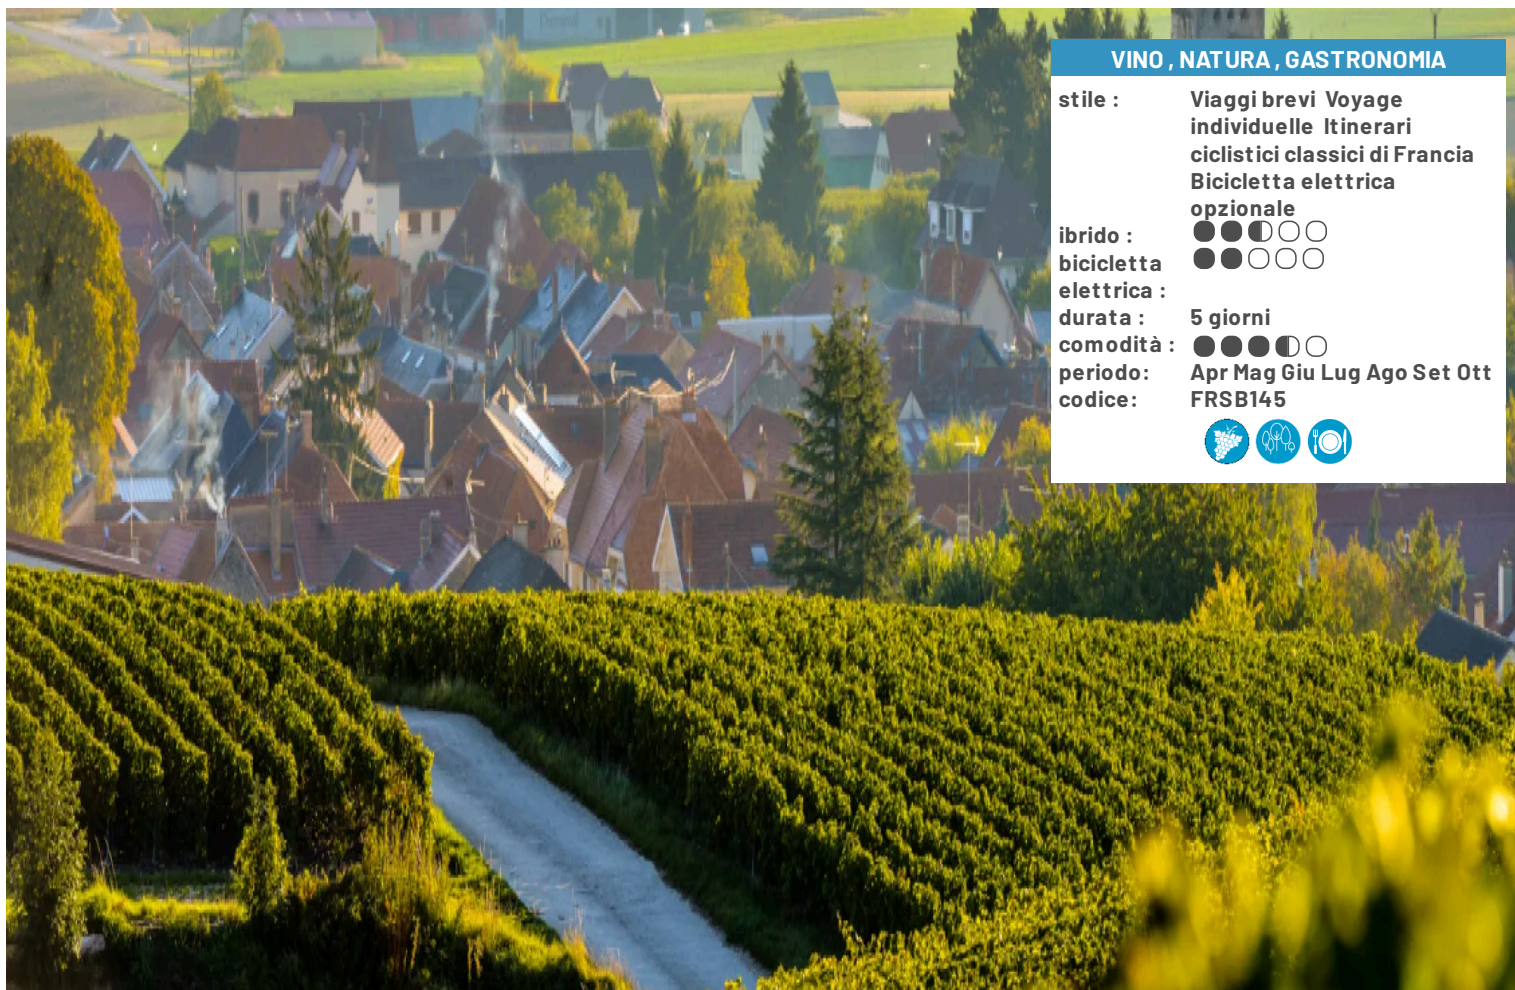 VINO , NATURA , GASTRONOMIA
stile : Viaggi brevi Voyage
individuelle Itinerari
ciclistici classici di Francia
Bicicletta elettrica
opzionale
ibrido :
bicicletta
elettrica :
durata : 5 giorni
comodità :
periodo: Apr Mag Giu Lug Ago Set Ott
codice: FRSB145